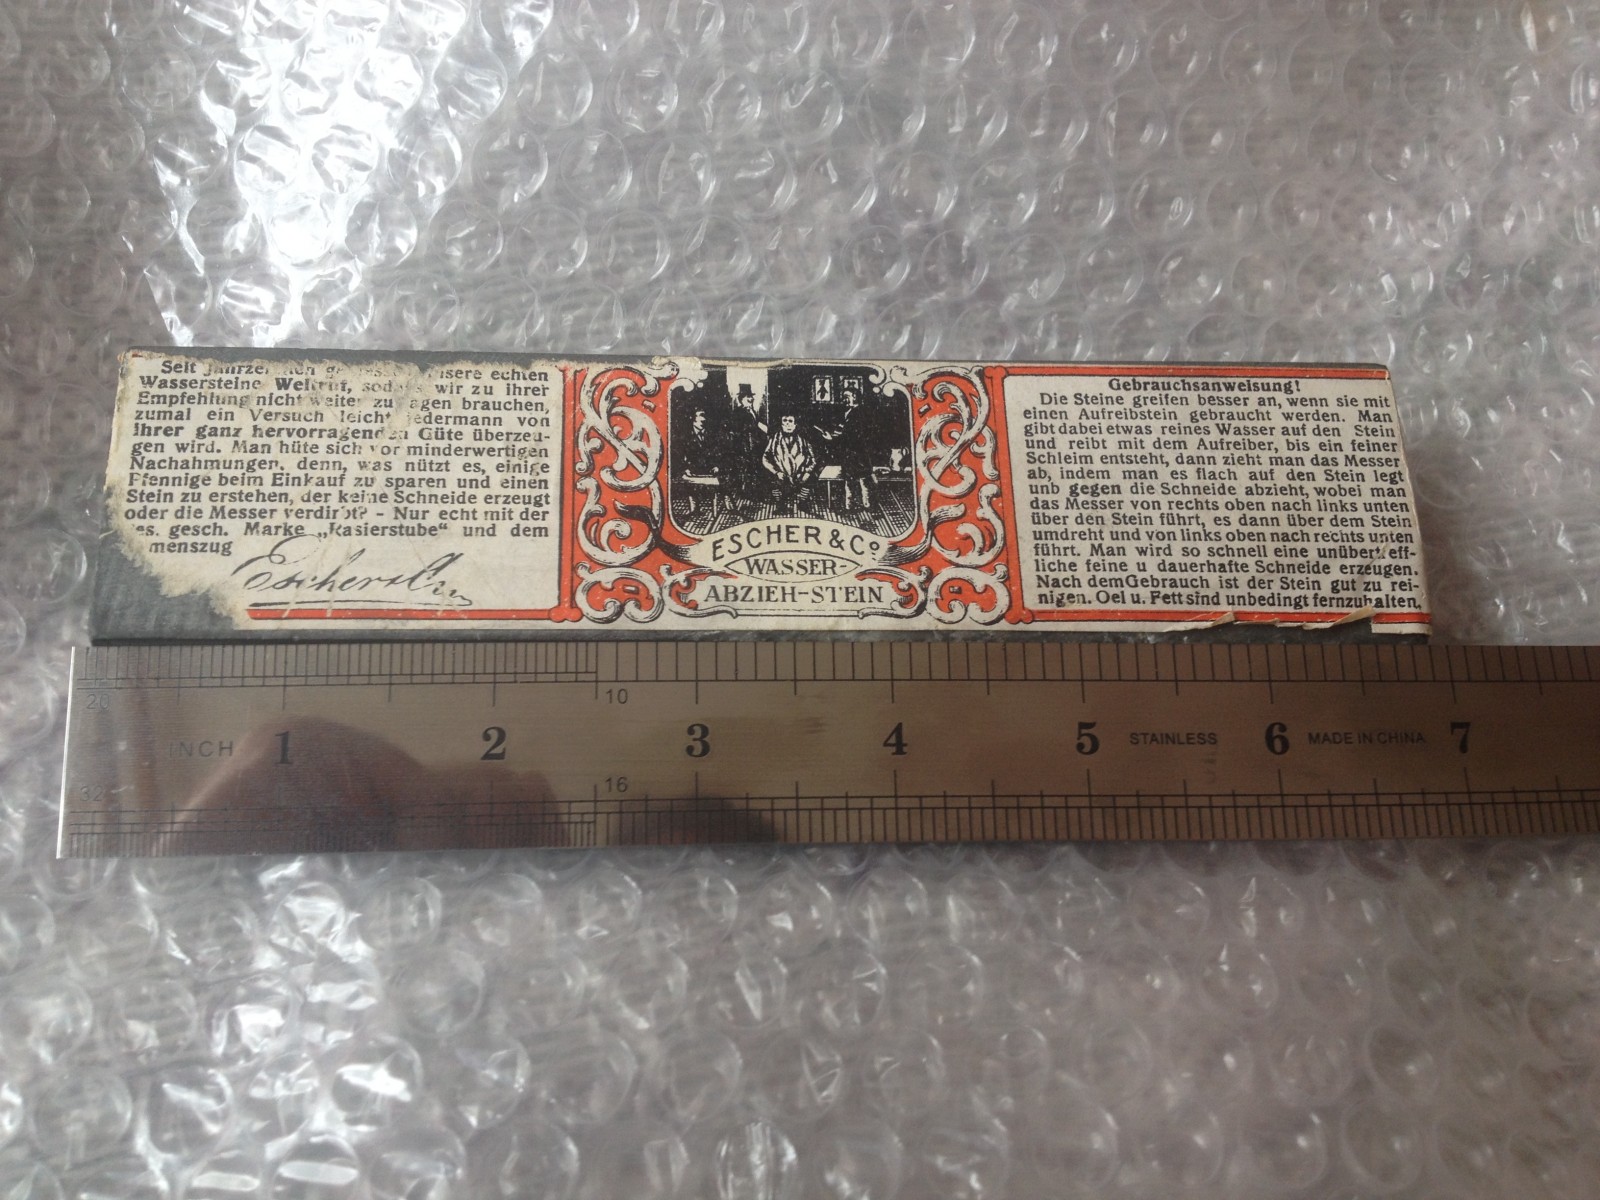 Seit
Wassersteine Weltruf, wir zu ihrer
Empfehlung nicht weiter zu sagen brauchen,
zumal ein Versuch leicht jedermann von
ihrer ganz hervorragenden Güte überzeu-
gen wird. Man hüte sich vor minderwertigen
Nachahmungen, denn, was nützt es, einige
Pfennige beim Einkauf zu sparen und einen
Stein zu erstehen, der keine Schneide erzeugt
oder die Messer verdirbt? - Nur echt mit der
es. gesch. Marke „Rasierstube“ und dem
menszug
Escher & Co
ESCHER & Co
WASSER-
ABZIEH-STEIN
Gebrauchsanweisung!
Die Steine greifen besser an, wenn sie mit
einen Aufreibstein gebraucht werden. Man
gibt dabei etwas reines Wasser auf den Stein
und reibt mit dem Aufreiber, bis ein feiner
Schleim entsteht, dann zieht man das Messer
ab, indem man es flach auf den Stein legt
unb gegen die Schneide abzieht, wobei man
das Messer von rechts oben nach links unten
über den Stein führt, es dann über dem Stein
umdreht und von links oben nach rechts unten
führt. Man wird so schnell eine unübertreff-
liche feine u dauerhafte Schneide erzeugen.
Nach dem Gebrauch ist der Stein gut zu rei-
nigen. Oel u. Fett sind unbedingt fernzuhalten.
20 10
INCH 1 2 3 4 5 STAINLESS 6 MADE IN CHINA 7
32 16